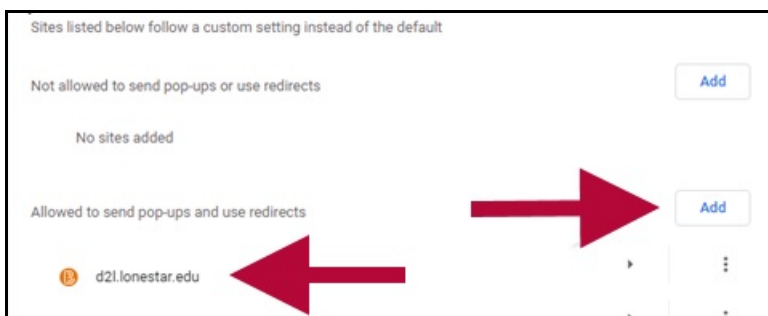 Sites listed below follow a custom setting instead of the default
Not allowed to send pop-ups or use redirects
Add
No sites added
Allowed to send pop-ups and use redirects
Add
d2l.lonestar.edu